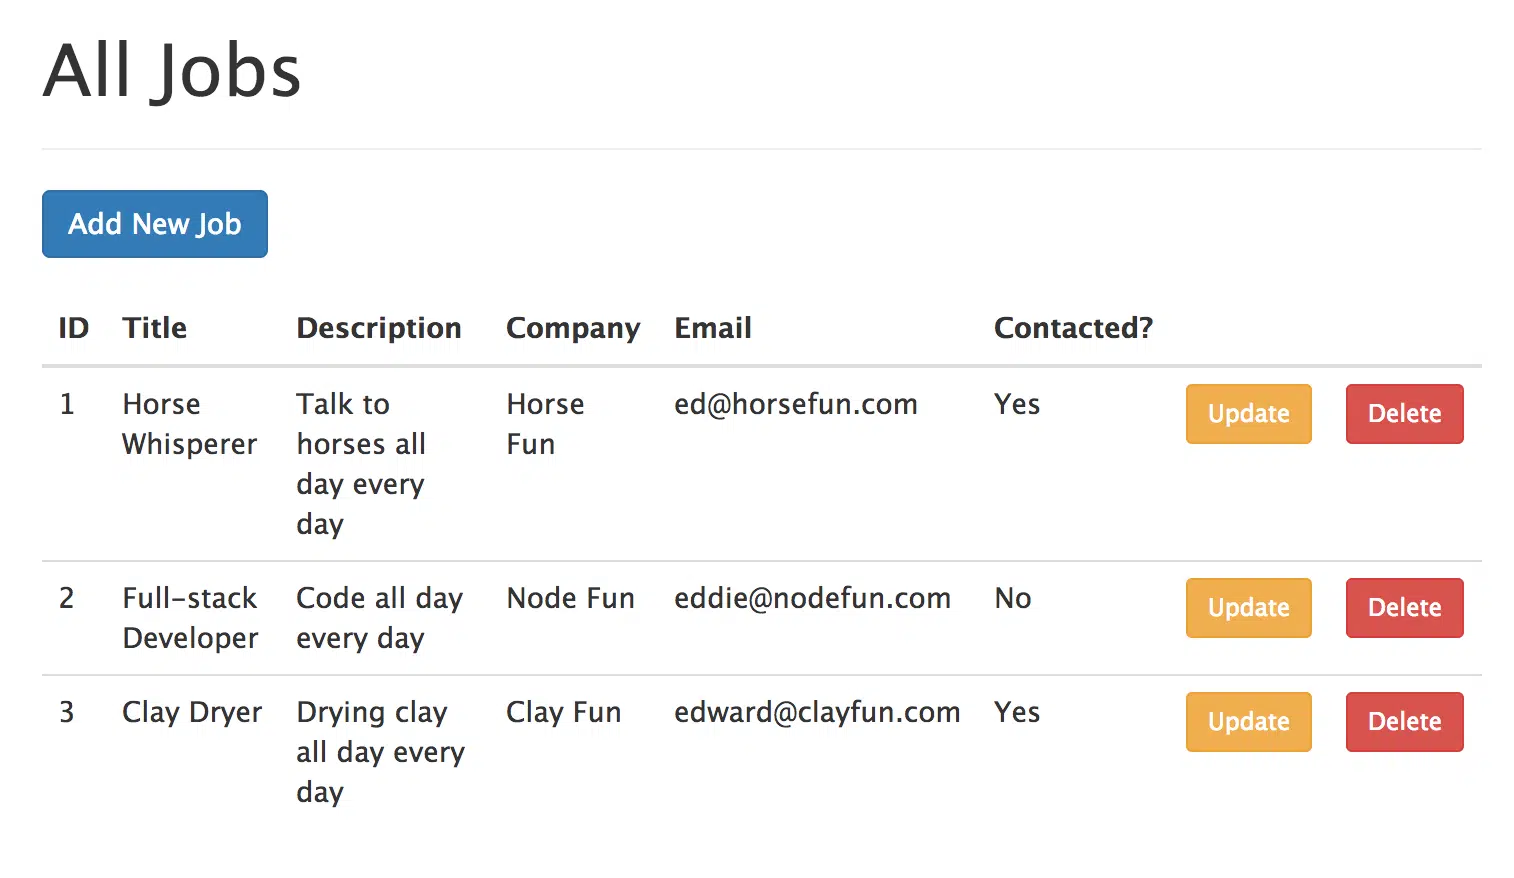 All Jobs
Add New Job
ID Title Description Company Email Contacted?
1 Horse Talk to Horse ed@horsefun.com Yes Update Delete
Whisperer horses all Fun
day every
day
2 Full-stack Code all day Node Fun eddie@nodefun.com No Update Delete
Developer every day
3 Clay Dryer Drying clay Clay Fun edward@clayfun.com Yes Update Delete
all day every
day